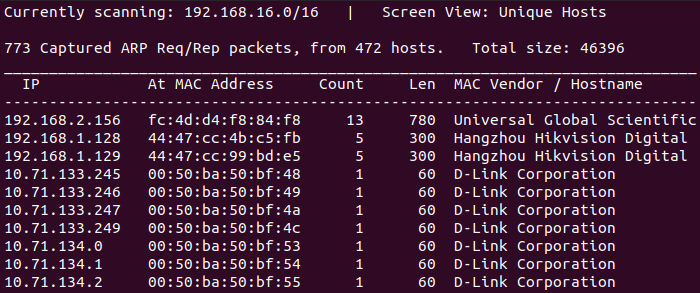 Currently scanning: 192.168.16.0/16   |   Screen View: Unique Hosts
773 Captured ARP Req/Rep packets, from 472 hosts.   Total size: 46396
_____________________________________________________________________________
  IP            At MAC Address     Count     Len  MAC Vendor / Hostname
-----------------------------------------------------------------------------
192.168.2.156   fc:4d:d4:f8:84:f8     13     780  Universal Global Scientific
192.168.1.128   44:47:cc:4b:c5:fb      5     300  Hangzhou Hikvision Digital
192.168.1.129   44:47:cc:99:bd:e5      5     300  Hangzhou Hikvision Digital
10.71.133.245   00:50:ba:50:bf:48      1      60  D-Link Corporation
10.71.133.246   00:50:ba:50:bf:49      1      60  D-Link Corporation
10.71.133.247   00:50:ba:50:bf:4a      1      60  D-Link Corporation
10.71.133.249   00:50:ba:50:bf:4c      1      60  D-Link Corporation
10.71.134.0     00:50:ba:50:bf:53      1      60  D-Link Corporation
10.71.134.1     00:50:ba:50:bf:54      1      60  D-Link Corporation
10.71.134.2     00:50:ba:50:bf:55      1      60  D-Link Corporation